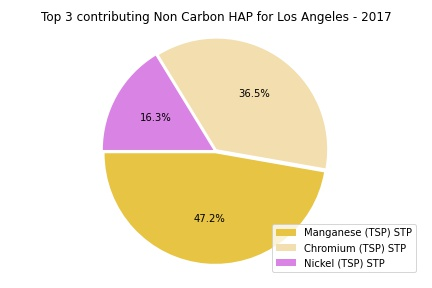 Top 3 contributing Non Carbon HAP for Los Angeles - 2017
36.5%
16.3%
47.2%
Manganese (TSP) STP
Chromium (TSP) STP
Nickel (TSP) STP